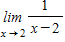 lim 1/(x − 2)
x → 2